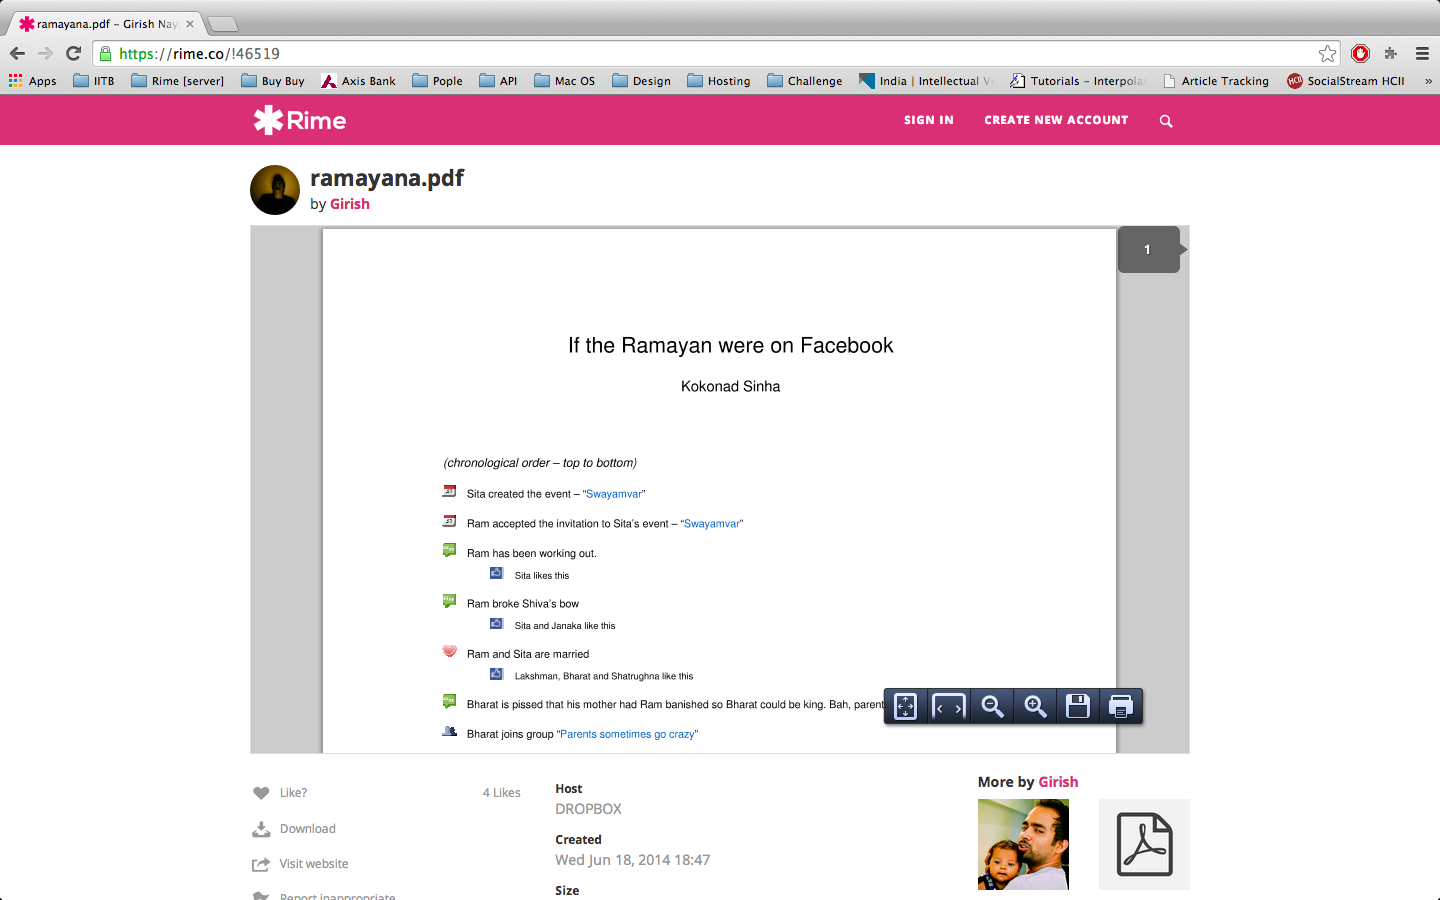 ramayana.pdf – Girish Nay
https://rime.co/!46519
Apps IITB Rime [server] Buy Buy Axis Bank Pople API Mac OS Design Hosting Challenge India | Intellectual Ve Tutorials – Interpola Article Tracking SocialStream HCII »
Rime SIGN IN CREATE NEW ACCOUNT
ramayana.pdf
by Girish
1
If the Ramayan were on Facebook
Kokonad Sinha
(chronological order – top to bottom)
Sita created the event – “Swayamvar”
Ram accepted the invitation to Sita’s event – “Swayamvar”
Ram has been working out.
Sita likes this
Ram broke Shiva’s bow
Sita and Janaka like this
Ram and Sita are married
Lakshman, Bharat and Shatrughna like this
Bharat is pissed that his mother had Ram banished so Bharat could be king. Bah, parent
Bharat joins group “Parents sometimes go crazy”
Like? 4 Likes
Download
Visit website
Report inappropriate
Host
DROPBOX
Created
Wed Jun 18, 2014 18:47
Size
More by Girish